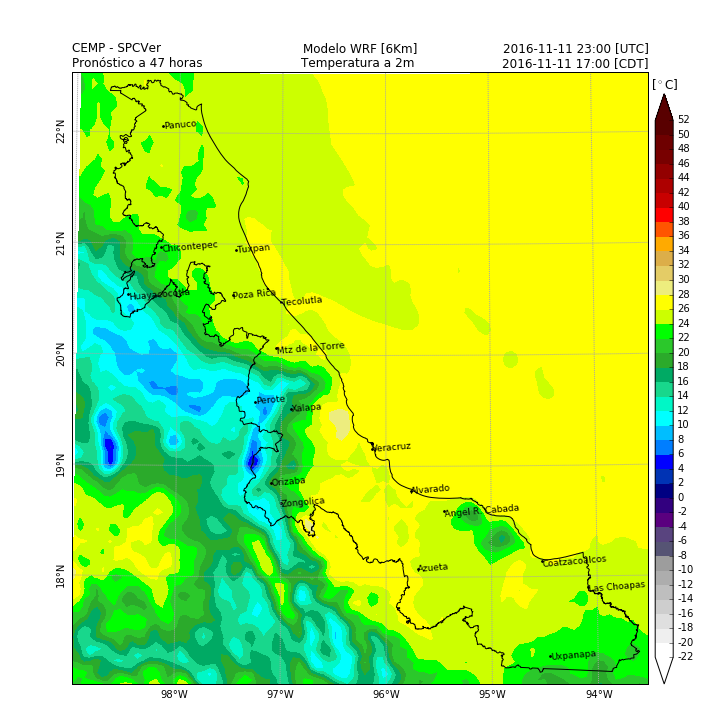 CEMP - SPCVer Modelo WRF [6Km] 2016-11-11 23:00 [UTC]
Pronóstico a 47 horas Temperatura a 2m 2016-11-11 17:00 [CDT]
[°C]
52
50
48
46
44
42
40
38
36
34
32
30
28
26
24
22
20
18
16
14
12
10
8
6
4
2
0
-2
-4
-6
-8
-10
-12
-14
-16
-18
-20
-22
22°N
21°N
20°N
19°N
18°N
Panuco
Chicontepec
Tuxpan
Huayacocotla
Poza Rica
Tecolutla
Mtz de la Torre
Perote
Xalapa
Veracruz
Orizaba
Alvarado
Zongolica
Angel R. Cabada
Coatzacoalcos
Azueta
Las Choapas
Uxpanapa
98°W 97°W 96°W 95°W 94°W